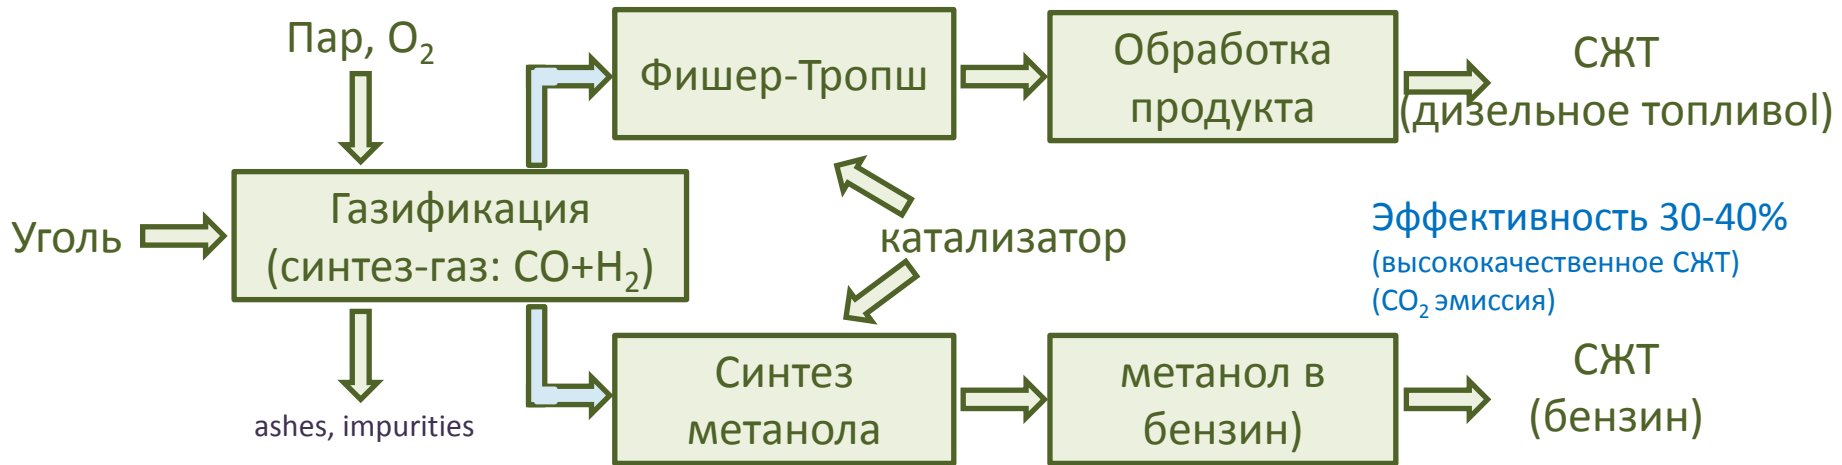 Пар, O₂
Фишер-Тропш
Обработка
продукта
СЖТ
(дизельное топливоl)
Уголь
Газификация
(синтез-газ: CO+H₂)
катализатор
Эффективность 30-40%
(высококачественное СЖТ)
(CO₂ эмиссия)
ashes, impurities
Синтез
метанола
метанол в
бензин)
СЖТ
(бензин)